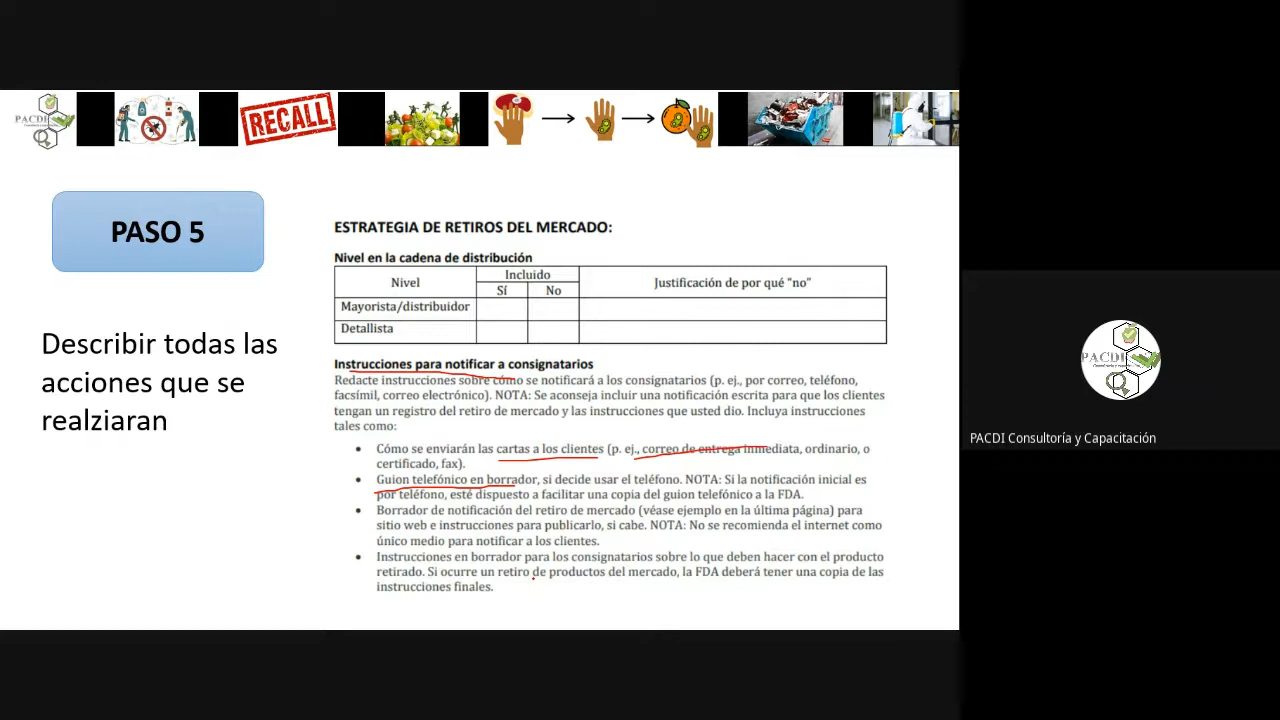 PACDI
RECALL
PASO 5
Describir todas las
acciones que se
realziaran
ESTRATEGIA DE RETIROS DEL MERCADO:
Nivel en la cadena de distribución
Nivel
Incluido
Justificación de por qué “no”
Sí
No
Mayorista/distribuidor
Detallista
Instrucciones para notificar a consignatarios
Redacte instrucciones sobre cómo se notificará a los consignatarios (p. ej., por correo, teléfono,
facsímil, correo electrónico). NOTA: Se aconseja incluir una notificación escrita para que los clientes
tengan un registro del retiro de mercado y las instrucciones que usted dio. Incluya instrucciones
tales como:
• Cómo se enviarán las cartas a los clientes (p. ej., correo de entrega inmediata, ordinario, o
certificado, fax).
• Guion telefónico en borrador, si decide usar el teléfono. NOTA: Si la notificación inicial es
por teléfono, esté dispuesto a facilitar una copia del guion telefónico a la FDA.
• Borrador de notificación del retiro de mercado (véase ejemplo en la última página) para
sitio web e instrucciones para publicarlo, si cabe. NOTA: No se recomienda el internet como
único medio para notificar a los clientes.
• Instrucciones en borrador para los consignatarios sobre lo que deben hacer con el producto
retirado. Si ocurre un retiro de productos del mercado, la FDA deberá tener una copia de las
instrucciones finales.
PACDI
PACDI Consultoría y Capacitación